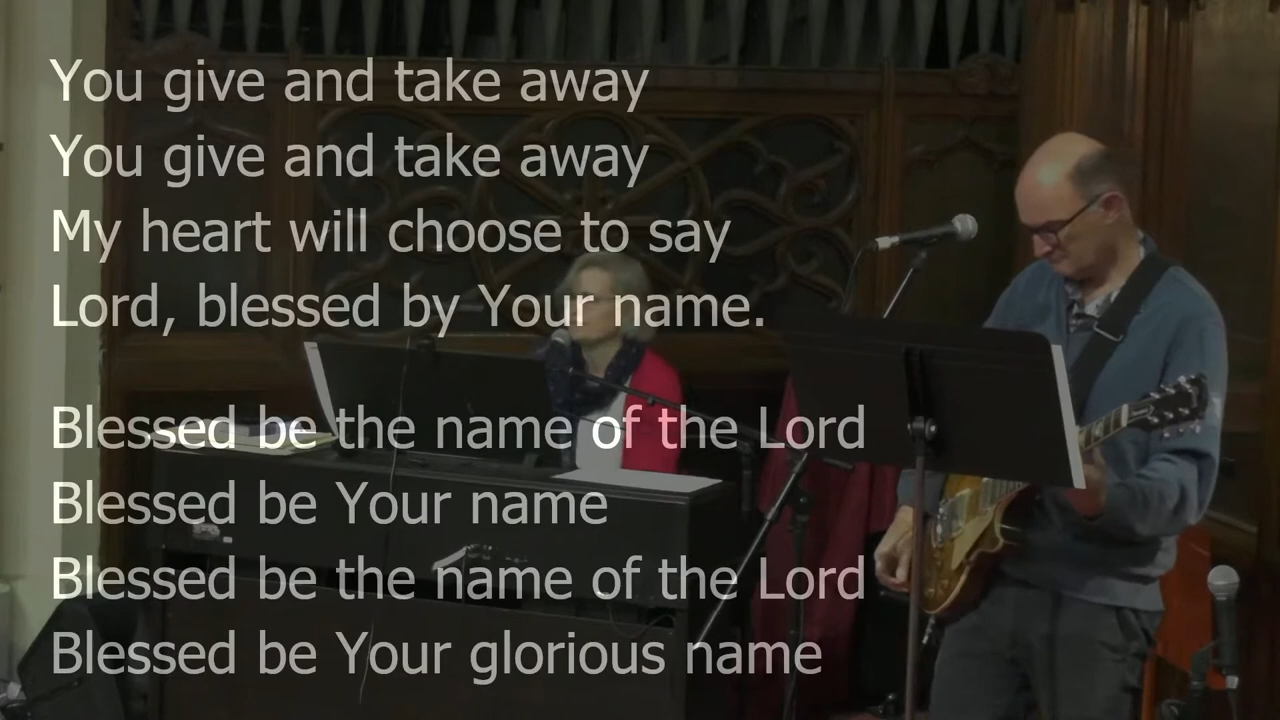 You give and take away
You give and take away
My heart will choose to say
Lord, blessed by Your name.
Blessed be the name of the Lord
Blessed be Your name
Blessed be the name of the Lord
Blessed be Your glorious name